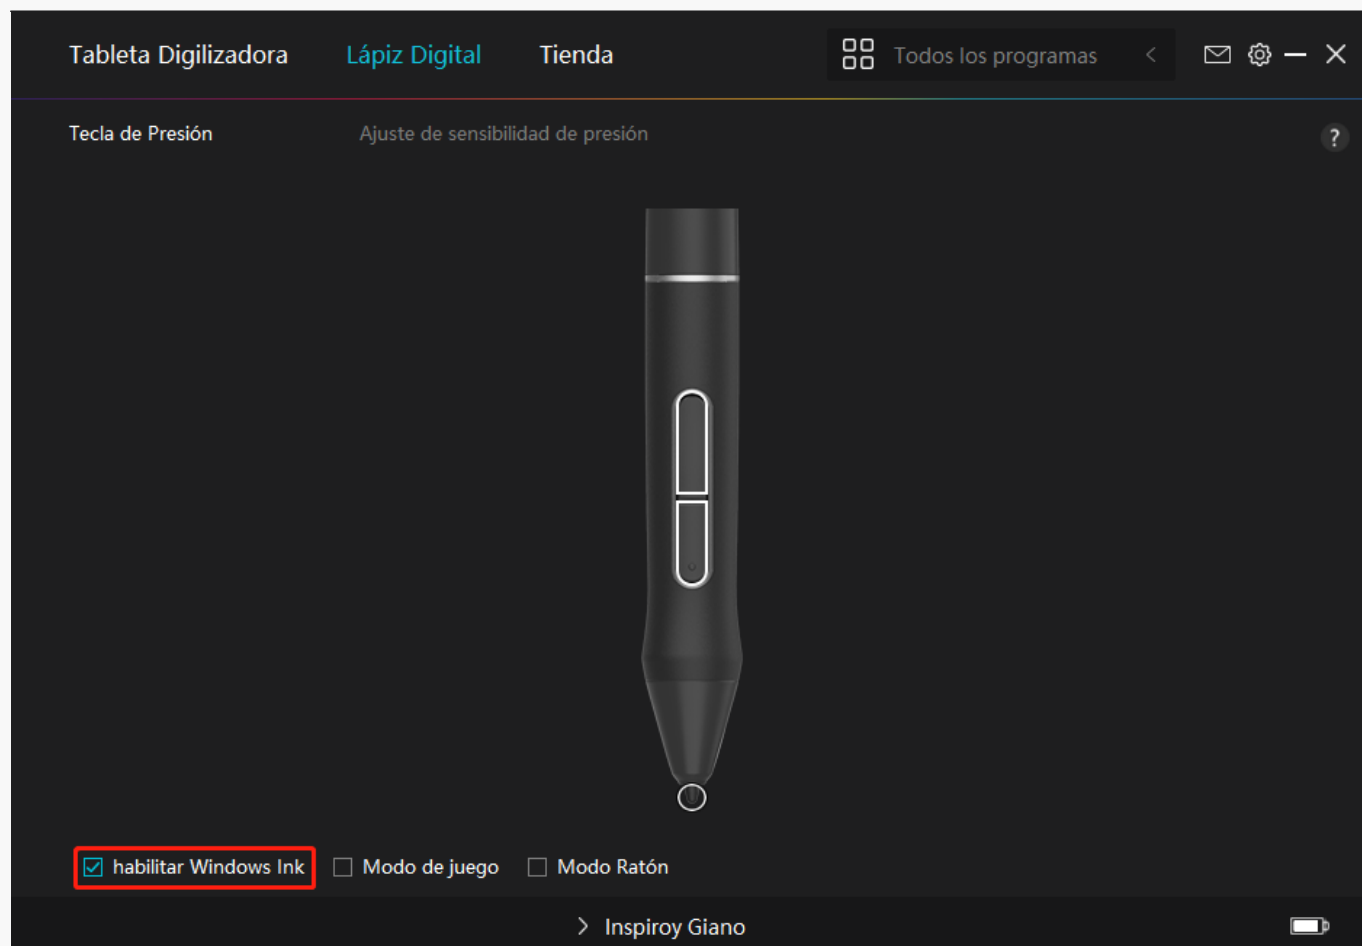 Tableta Digilizadora Lápiz Digital Tienda Todos los programas
Tecla de Presión Ajuste de sensibilidad de presión ?
habilitar Windows Ink Modo de juego Modo Ratón
Inspiroy Giano